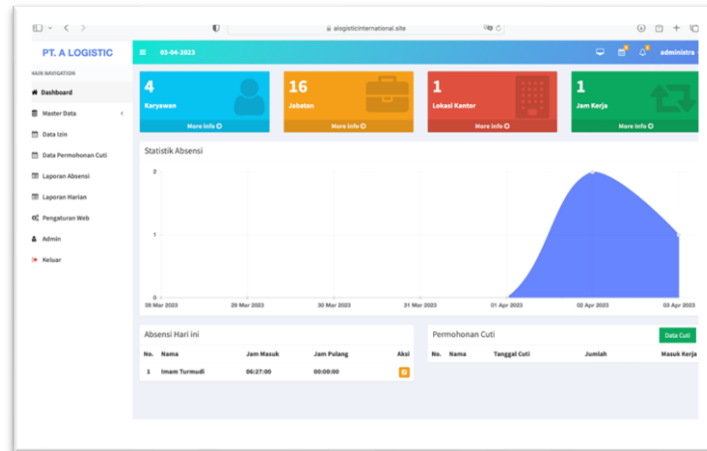 alogisticinternational.site
PT. A LOGISTIC
03-04-2023
administra
MAIN NAVIGATION
Dashboard
Master Data
Data Izin
Data Permohonan Cuti
Laporan Absensi
Laporan Harian
Pengaturan Web
Admin
Keluar
4
Karyawan
More info
16
Jabatan
More info
1
Lokasi Kantor
More info
1
Jam Kerja
More info
Statistik Absensi
2
1
0
28 Mar 2023 29 Mar 2023 30 Mar 2023 31 Mar 2023 01 Apr 2023 02 Apr 2023 03 Apr 2023
Absensi Hari ini
No. Nama Jam Masuk Jam Pulang Aksi
1 Imam Turmudi 06:27:00 00:00:00
Permohonan Cuti
Data Cuti
No. Nama Tanggal Cuti Jumlah Masuk Kerja